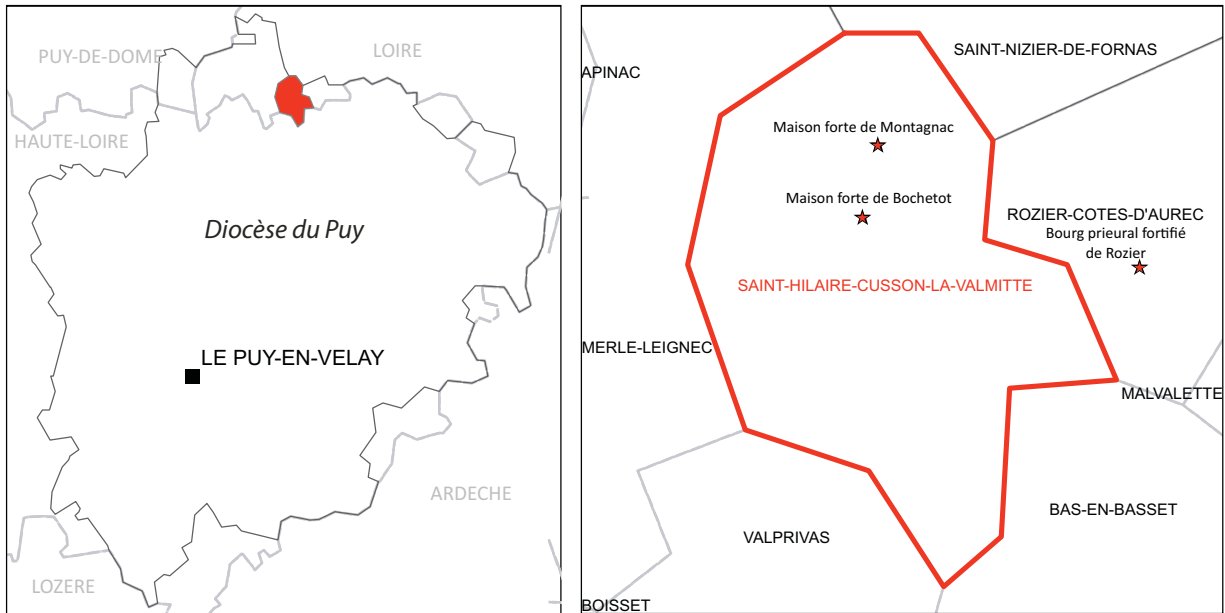 PUY-DE-DOME
LOIRE
HAUTE-LOIRE
Diocèse du Puy
LE PUY-EN-VELAY
ARDECHE
LOZERE
SAINT-NIZIER-DE-FORNAS
APINAC
Maison forte de Montagnac
Maison forte de Bochetot
ROZIER-COTES-D'AUREC
Bourg prieural fortifié
de Rozier
SAINT-HILAIRE-CUSSON-LA-VALMITTE
MERLE-LEIGNEC
MALVALETTE
BAS-EN-BASSET
VALPRIVAS
BOISSET